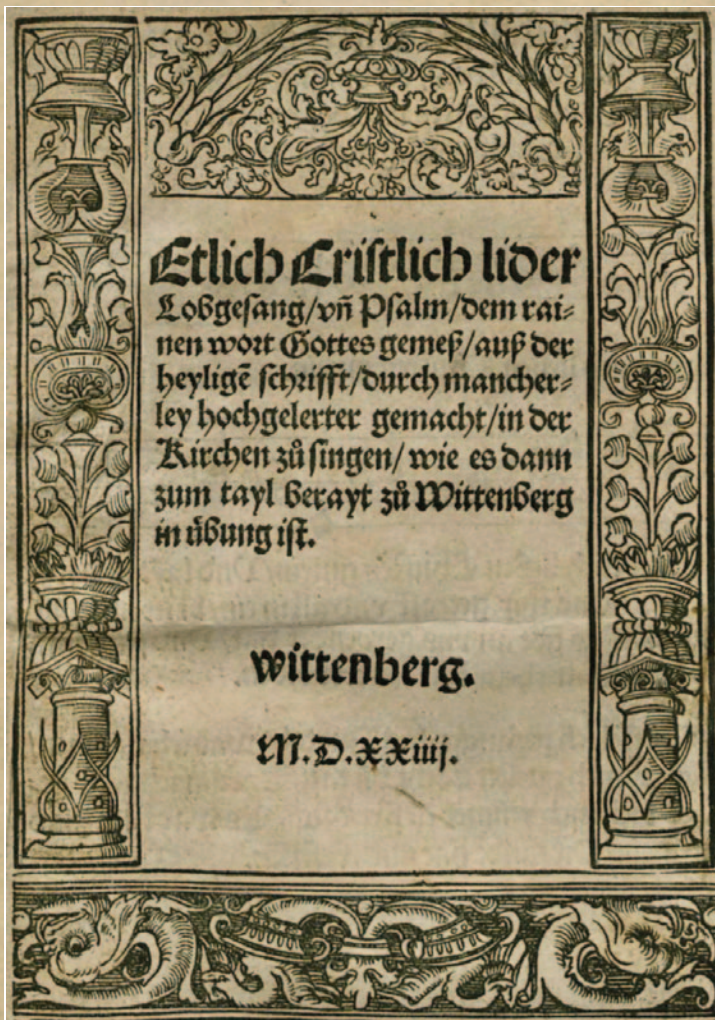 Etlich Cristlich lider
Lobgesang/vñ Psalm/dem rai⸗
nen wort Gottes gemeß/auß der
heyligẽ schrifft/durch mancher⸗
ley hochgelerter gemacht/in der
Kirchen zů singen/wie es dann
zum tayl berayt zů Wittenberg
in übung ist.
wittenberg.
M.D.XXiiij.